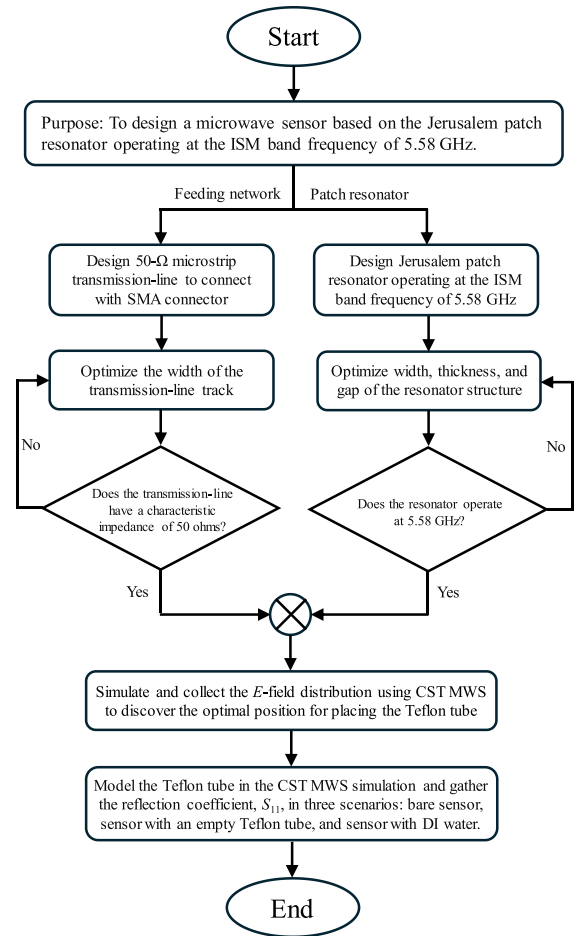 Start
Purpose: To design a microwave sensor based on the Jerusalem patch
resonator operating at the ISM band frequency of 5.58 GHz.
Feeding network
Patch resonator
Design 50-Ω microstrip
transmission-line to connect
with SMA connector
Design Jerusalem patch
resonator operating at the ISM
band frequency of 5.58 GHz
Optimize the width of the
transmission-line track
Optimize width, thickness, and
gap of the resonator structure
No
No
Does the transmission-line
have a characteristic
impedance of 50 ohms?
Does the resonator operate
at 5.58 GHz?
Yes
Yes
Simulate and collect the E-field distribution using CST MWS
to discover the optimal position for placing the Teflon tube
Model the Teflon tube in the CST MWS simulation and gather
the reflection coefficient, S₁₁, in three scenarios: bare sensor,
sensor with an empty Teflon tube, and sensor with DI water.
End